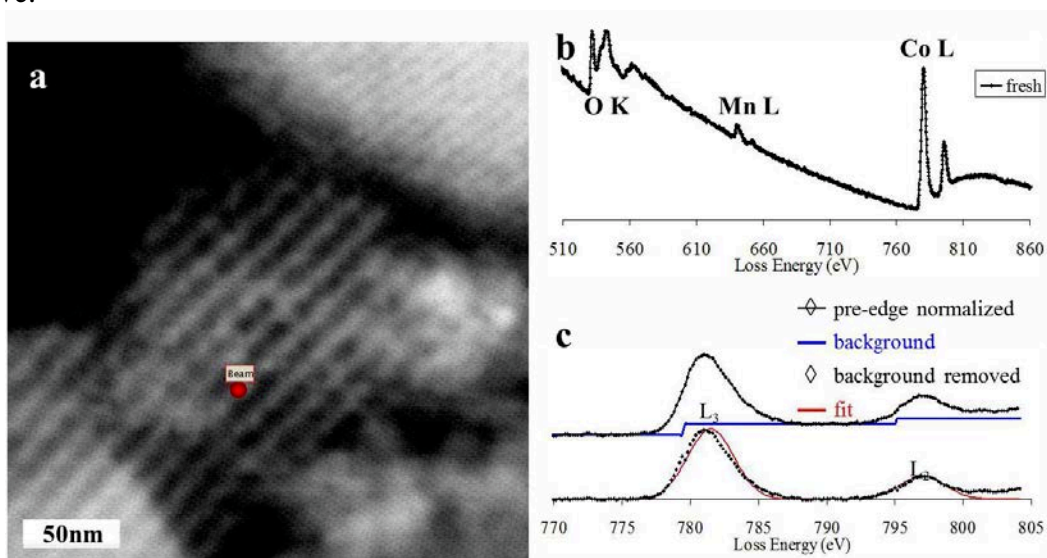 a
Beam
50nm
b
O K
Mn L
Co L
fresh
510 560 610 660 710 760 810 860
Loss Energy (eV)
c
pre-edge normalized
background
background removed
fit
L3
770 775 780 785 790 795 800 805
Loss Energy (eV)